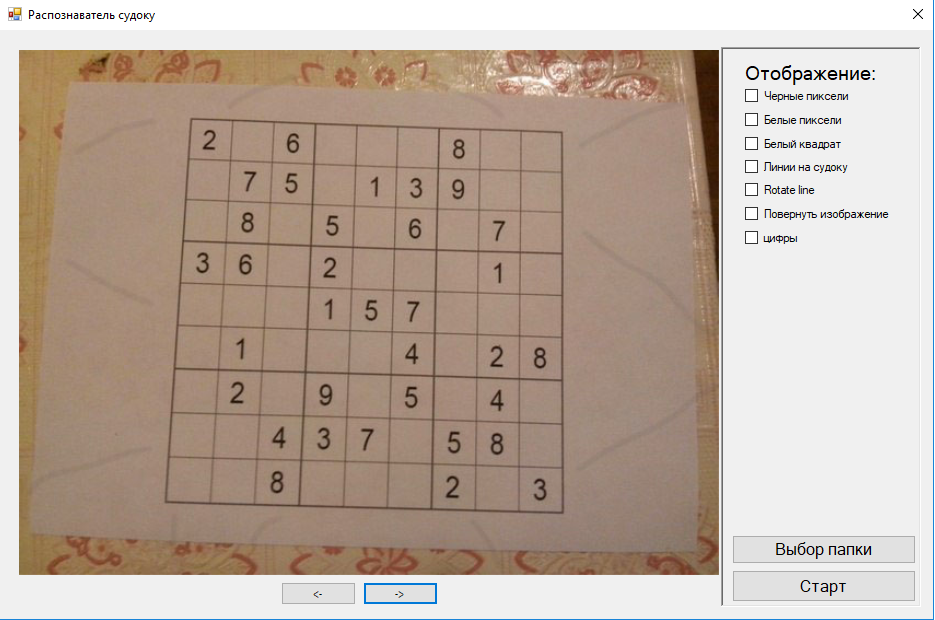 Распознаватель судоку
2 6 8
7 5 1 3 9
8 5 6 7
3 6 2 1
1 5 7
1 4 2 8
2 9 5 4
4 3 7 5 8
8 2 3
Отображение:
Черные пиксели
Белые пиксели
Белый квадрат
Линии на судоку
Rotate line
Повернуть изображение
цифры
Выбор папки
Старт
<- ->